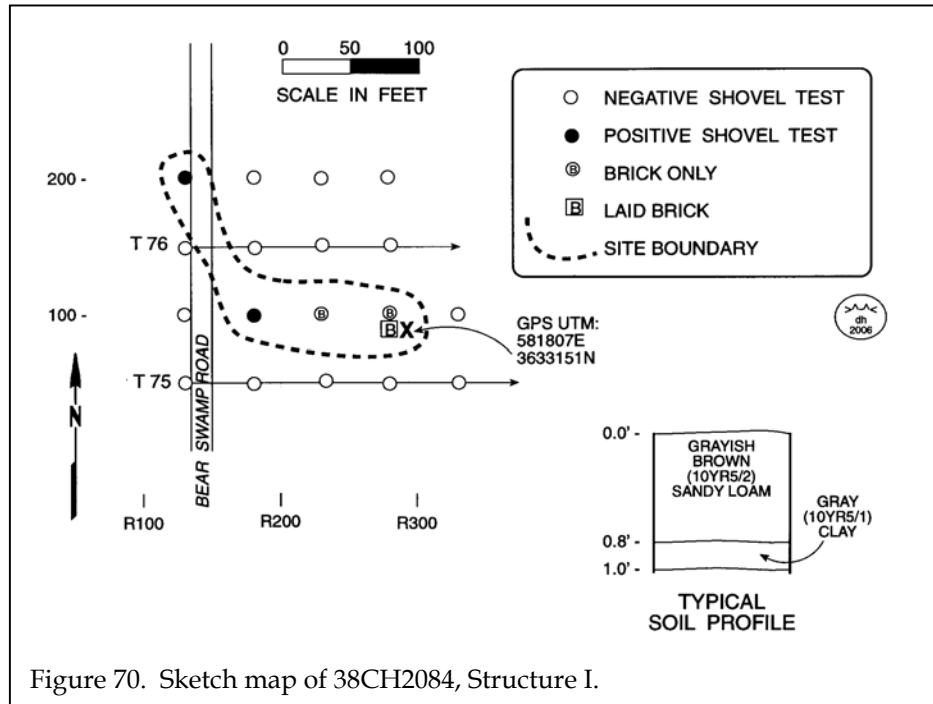 0 50 100
SCALE IN FEET
NEGATIVE SHOVEL TEST
POSITIVE SHOVEL TEST
B BRICK ONLY
B LAID BRICK
SITE BOUNDARY
200 -
T 76
100 -
B B
B X
GPS UTM:
581807E
3633151N
dh
2006
T 75
N
BEAR SWAMP ROAD
R100 R200 R300
0.0' -
GRAYISH
BROWN
(10YR5/2)
SANDY LOAM
GRAY
(10YR5/1)
CLAY
0.8' -
1.0' -
TYPICAL
SOIL PROFILE
Figure 70. Sketch map of 38CH2084, Structure I.